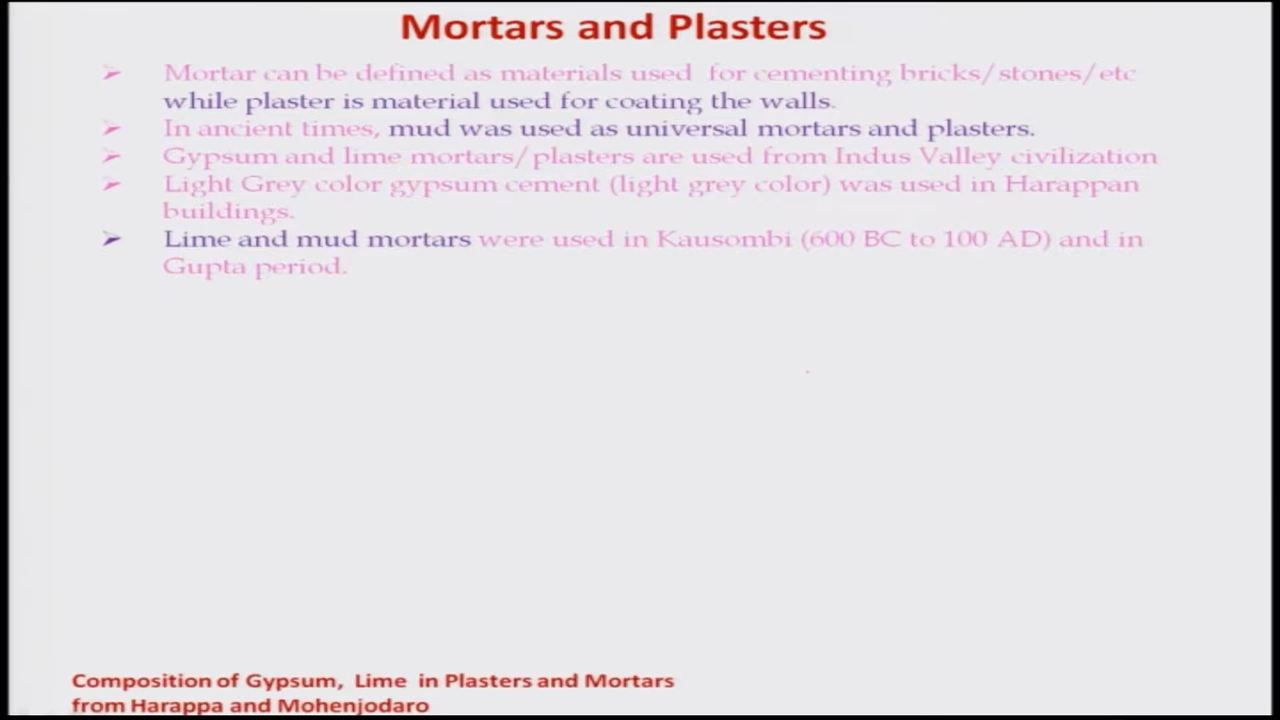 Mortars and Plasters
➢ Mortar can be defined as materials used for cementing bricks/stones/etc
while plaster is material used for coating the walls.
➢ In ancient times, mud was used as universal mortars and plasters.
➢ Gypsum and lime mortars/plasters are used from Indus Valley civilization
➢ Light Grey color gypsum cement (light grey color) was used in Harappan
buildings.
➢ Lime and mud mortars were used in Kausombi (600 BC to 100 AD) and in
Gupta period.
Composition of Gypsum, Lime in Plasters and Mortars
from Harappa and Mohenjodaro